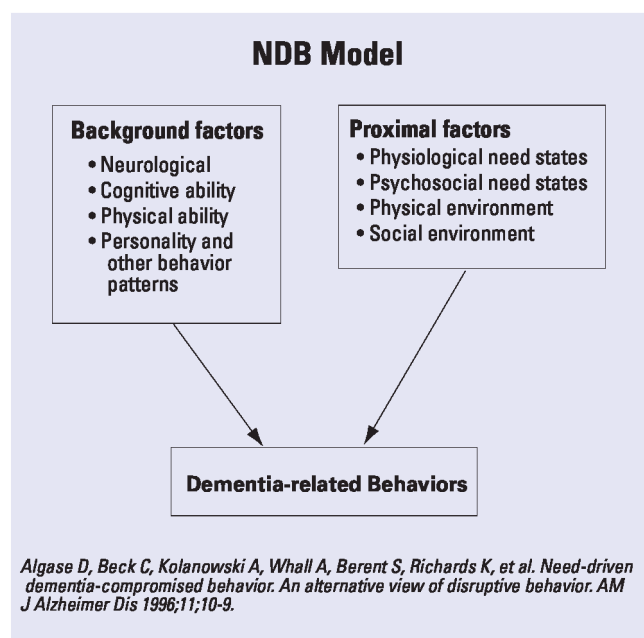 NDB Model
Background factors
• Neurological
• Cognitive ability
• Physical ability
• Personality and
other behavior
patterns
Proximal factors
• Physiological need states
• Psychosocial need states
• Physical environment
• Social environment
Dementia-related Behaviors
Algase D, Beck C, Kolanowski A, Whall A, Berent S, Richards K, et al. Need-driven
dementia-compromised behavior. An alternative view of disruptive behavior. AM
J Alzheimer Dis 1996;11;10-9.